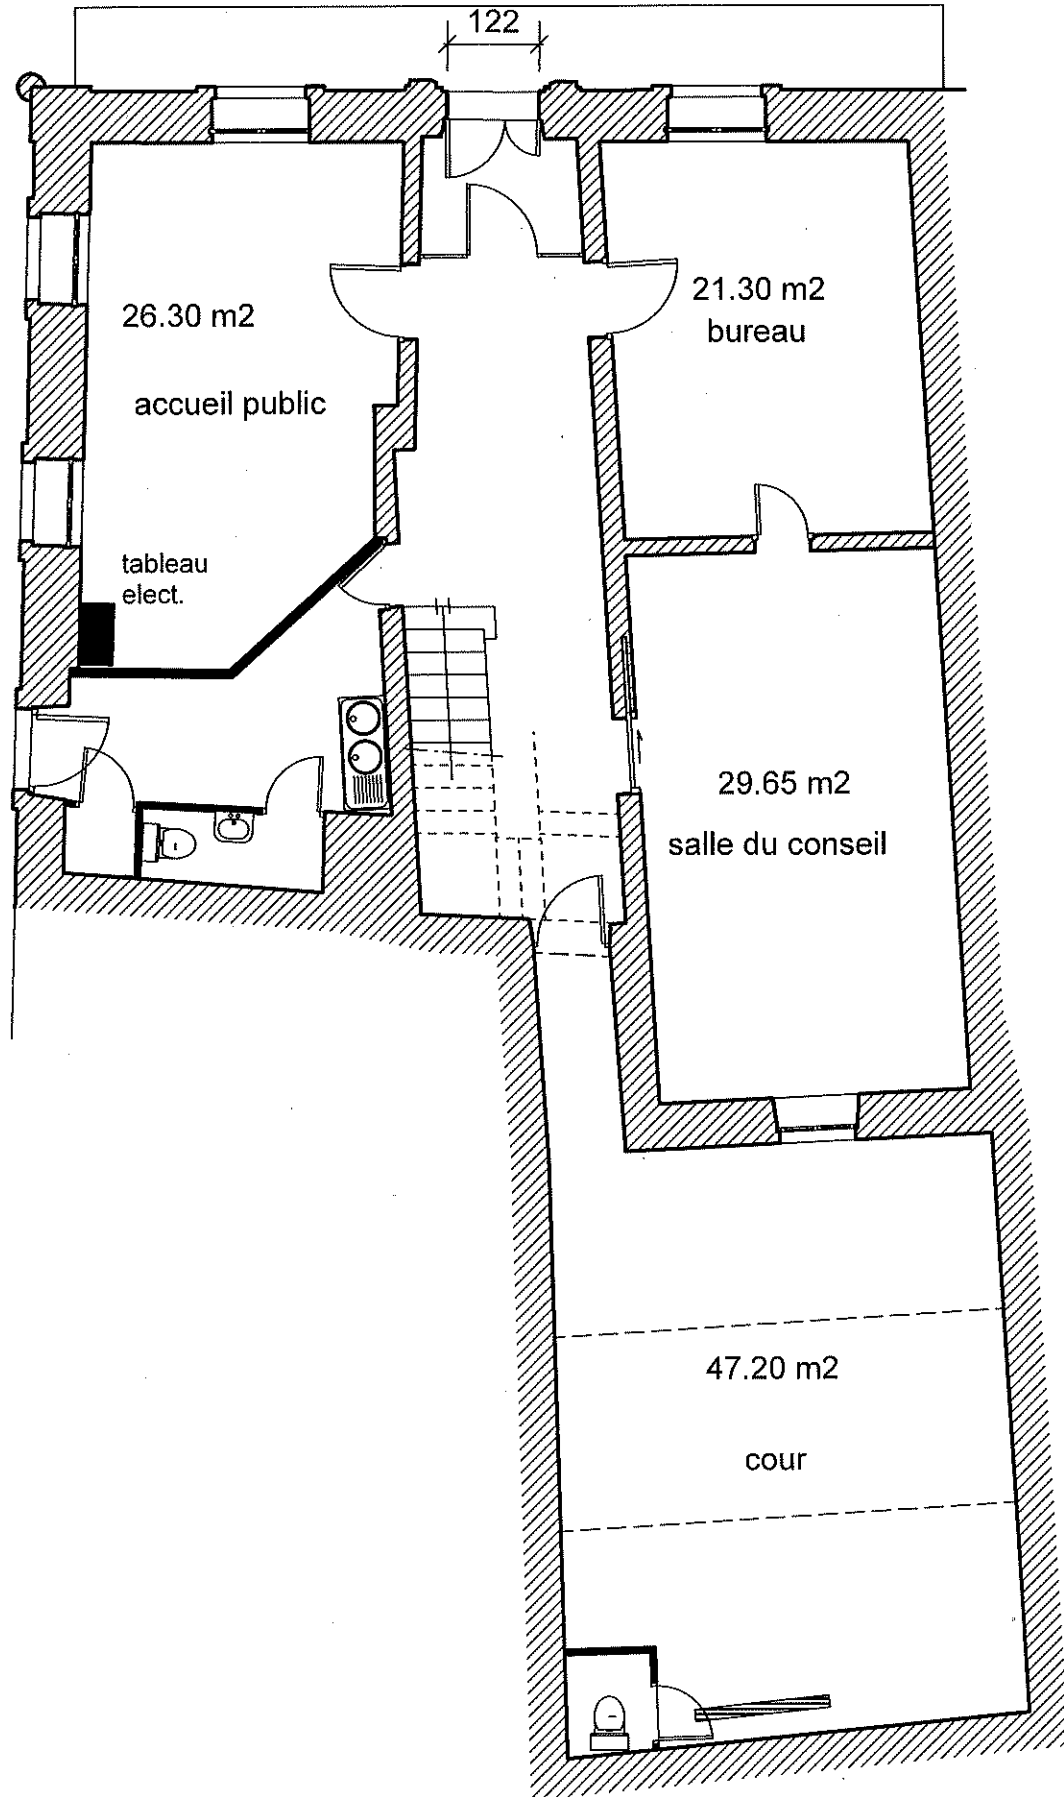 122
26.30 m2
accueil public
21.30 m2
bureau
tableau
elect.
29.65 m2
salle du conseil
47.20 m2
cour